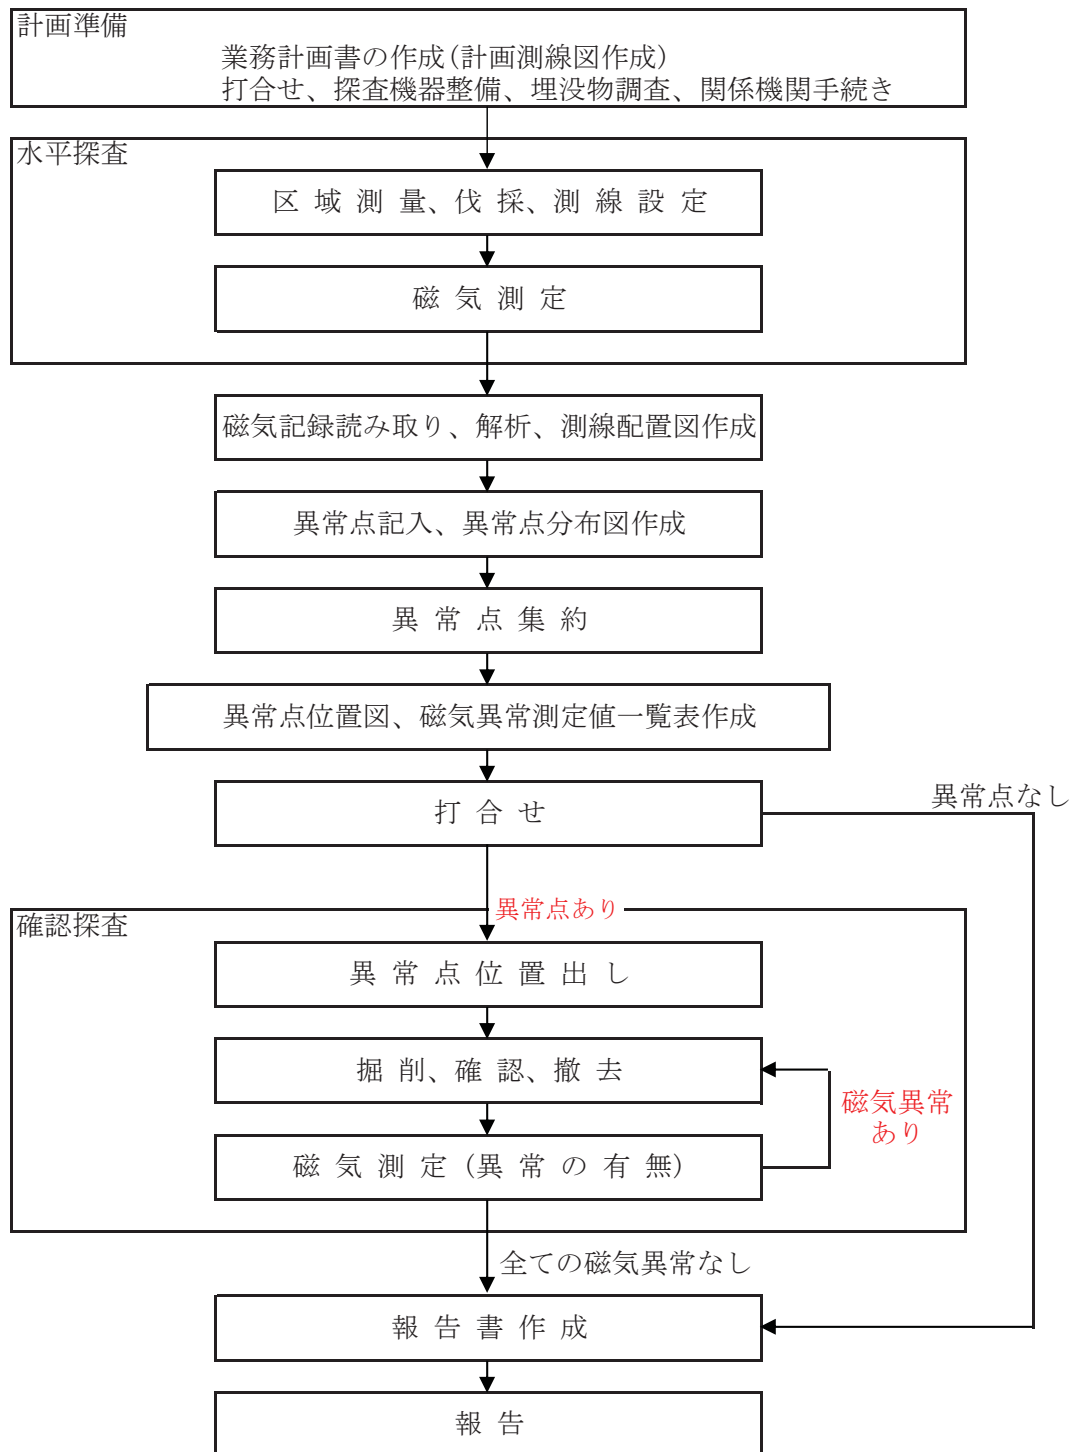 計画準備
業務計画書の作成(計画測線図作成)
打合せ、探査機器整備、埋没物調査、関係機関手続き
水平探査
区域測量、伐採、測線設定
磁気測定
磁気記録読み取り、解析、測線配置図作成
異常点記入、異常点分布図作成
異常点集約
異常点位置図、磁気異常測定値一覧表作成
打合せ
異常点なし
異常点あり
確認探査
異常点位置出し
掘削、確認、撤去
磁気異常
あり
磁気測定(異常の有無)
全ての磁気異常なし
報告書作成
報告